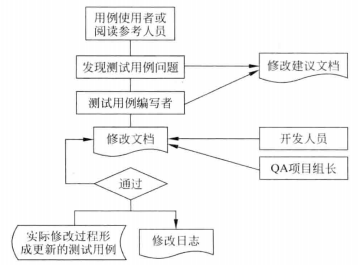 用例使用者或
阅读参考人员
发现测试用例问题
修改建议文档
测试用例编写者
修改文档
开发人员
QA项目组长
通过
实际修改过程形
成更新的测试用例
修改日志